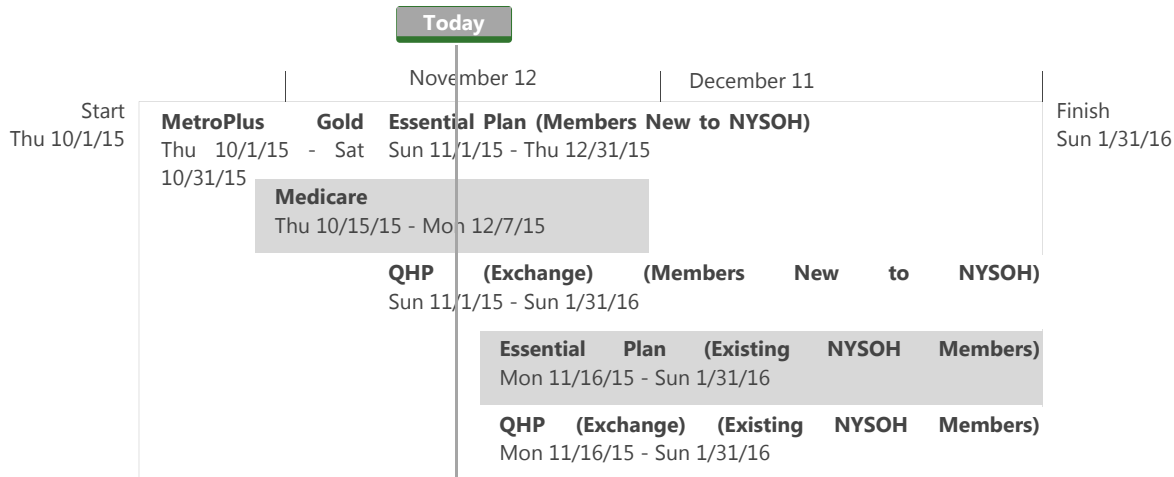 Today
November 12
December 11
Start
Thu 10/1/15
Finish
Sun 1/31/16
MetroPlus Gold
Thu 10/1/15 - Sat
10/31/15
Essential Plan (Members New to NYSOH)
Sun 11/1/15 - Thu 12/31/15
Medicare
Thu 10/15/15 - Mon 12/7/15
QHP (Exchange) (Members New to NYSOH)
Sun 11/1/15 - Sun 1/31/16
Essential Plan (Existing NYSOH Members)
Mon 11/16/15 - Sun 1/31/16
QHP (Exchange) (Existing NYSOH Members)
Mon 11/16/15 - Sun 1/31/16